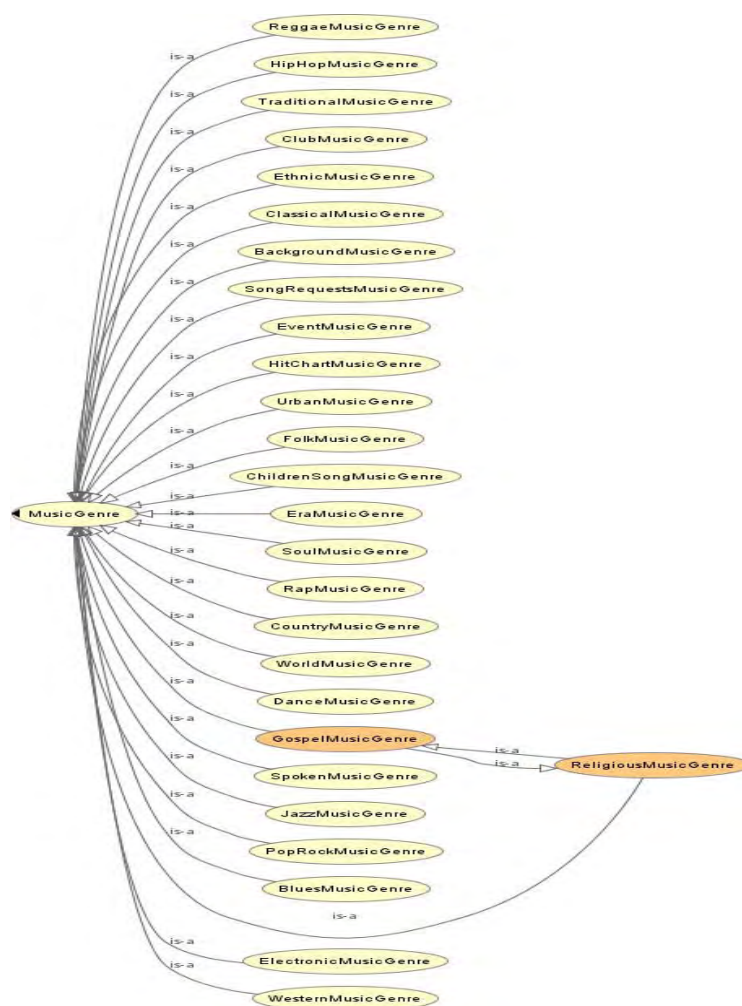 ReggaeMusicGenre
is-a
HipHopMusicGenre
is-a
TraditionalMusicGenre
is-a
ClubMusicGenre
is-a
EthnicMusicGenre
is-a
ClassicalMusicGenre
is-a
BackgroundMusicGenre
is-a
SongRequestsMusicGenre
is-a
EventMusicGenre
is-a
HitChartMusicGenre
is-a
UrbanMusicGenre
is-a
FolkMusicGenre
is-a
ChildrenSongMusicGenre
is-a
MusicGenre
is-a
EraMusicGenre
is-a
SoulMusicGenre
is-a
RapMusicGenre
is-a
CountryMusicGenre
is-a
WorldMusicGenre
is-a
DanceMusicGenre
is-a
GospelMusicGenre
is-a
is-a
ReligiousMusicGenre
is-a
SpokenMusicGenre
is-a
JazzMusicGenre
is-a
PopRockMusicGenre
is-a
BluesMusicGenre
is-a
is-a
ElectronicMusicGenre
is-a
WesternMusicGenre